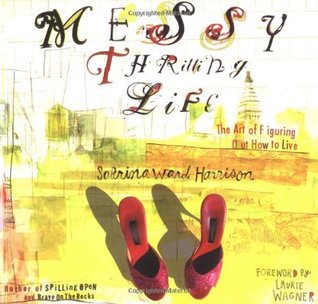 MESSY
THRilliNg
LiFe
The Art of Figuring
Out How to Live
SABRINA WARD HARRISON
Author of SPILLING OPEN
and Brave On The Rocks
FOREWORD By
LAURIE
WAGNER